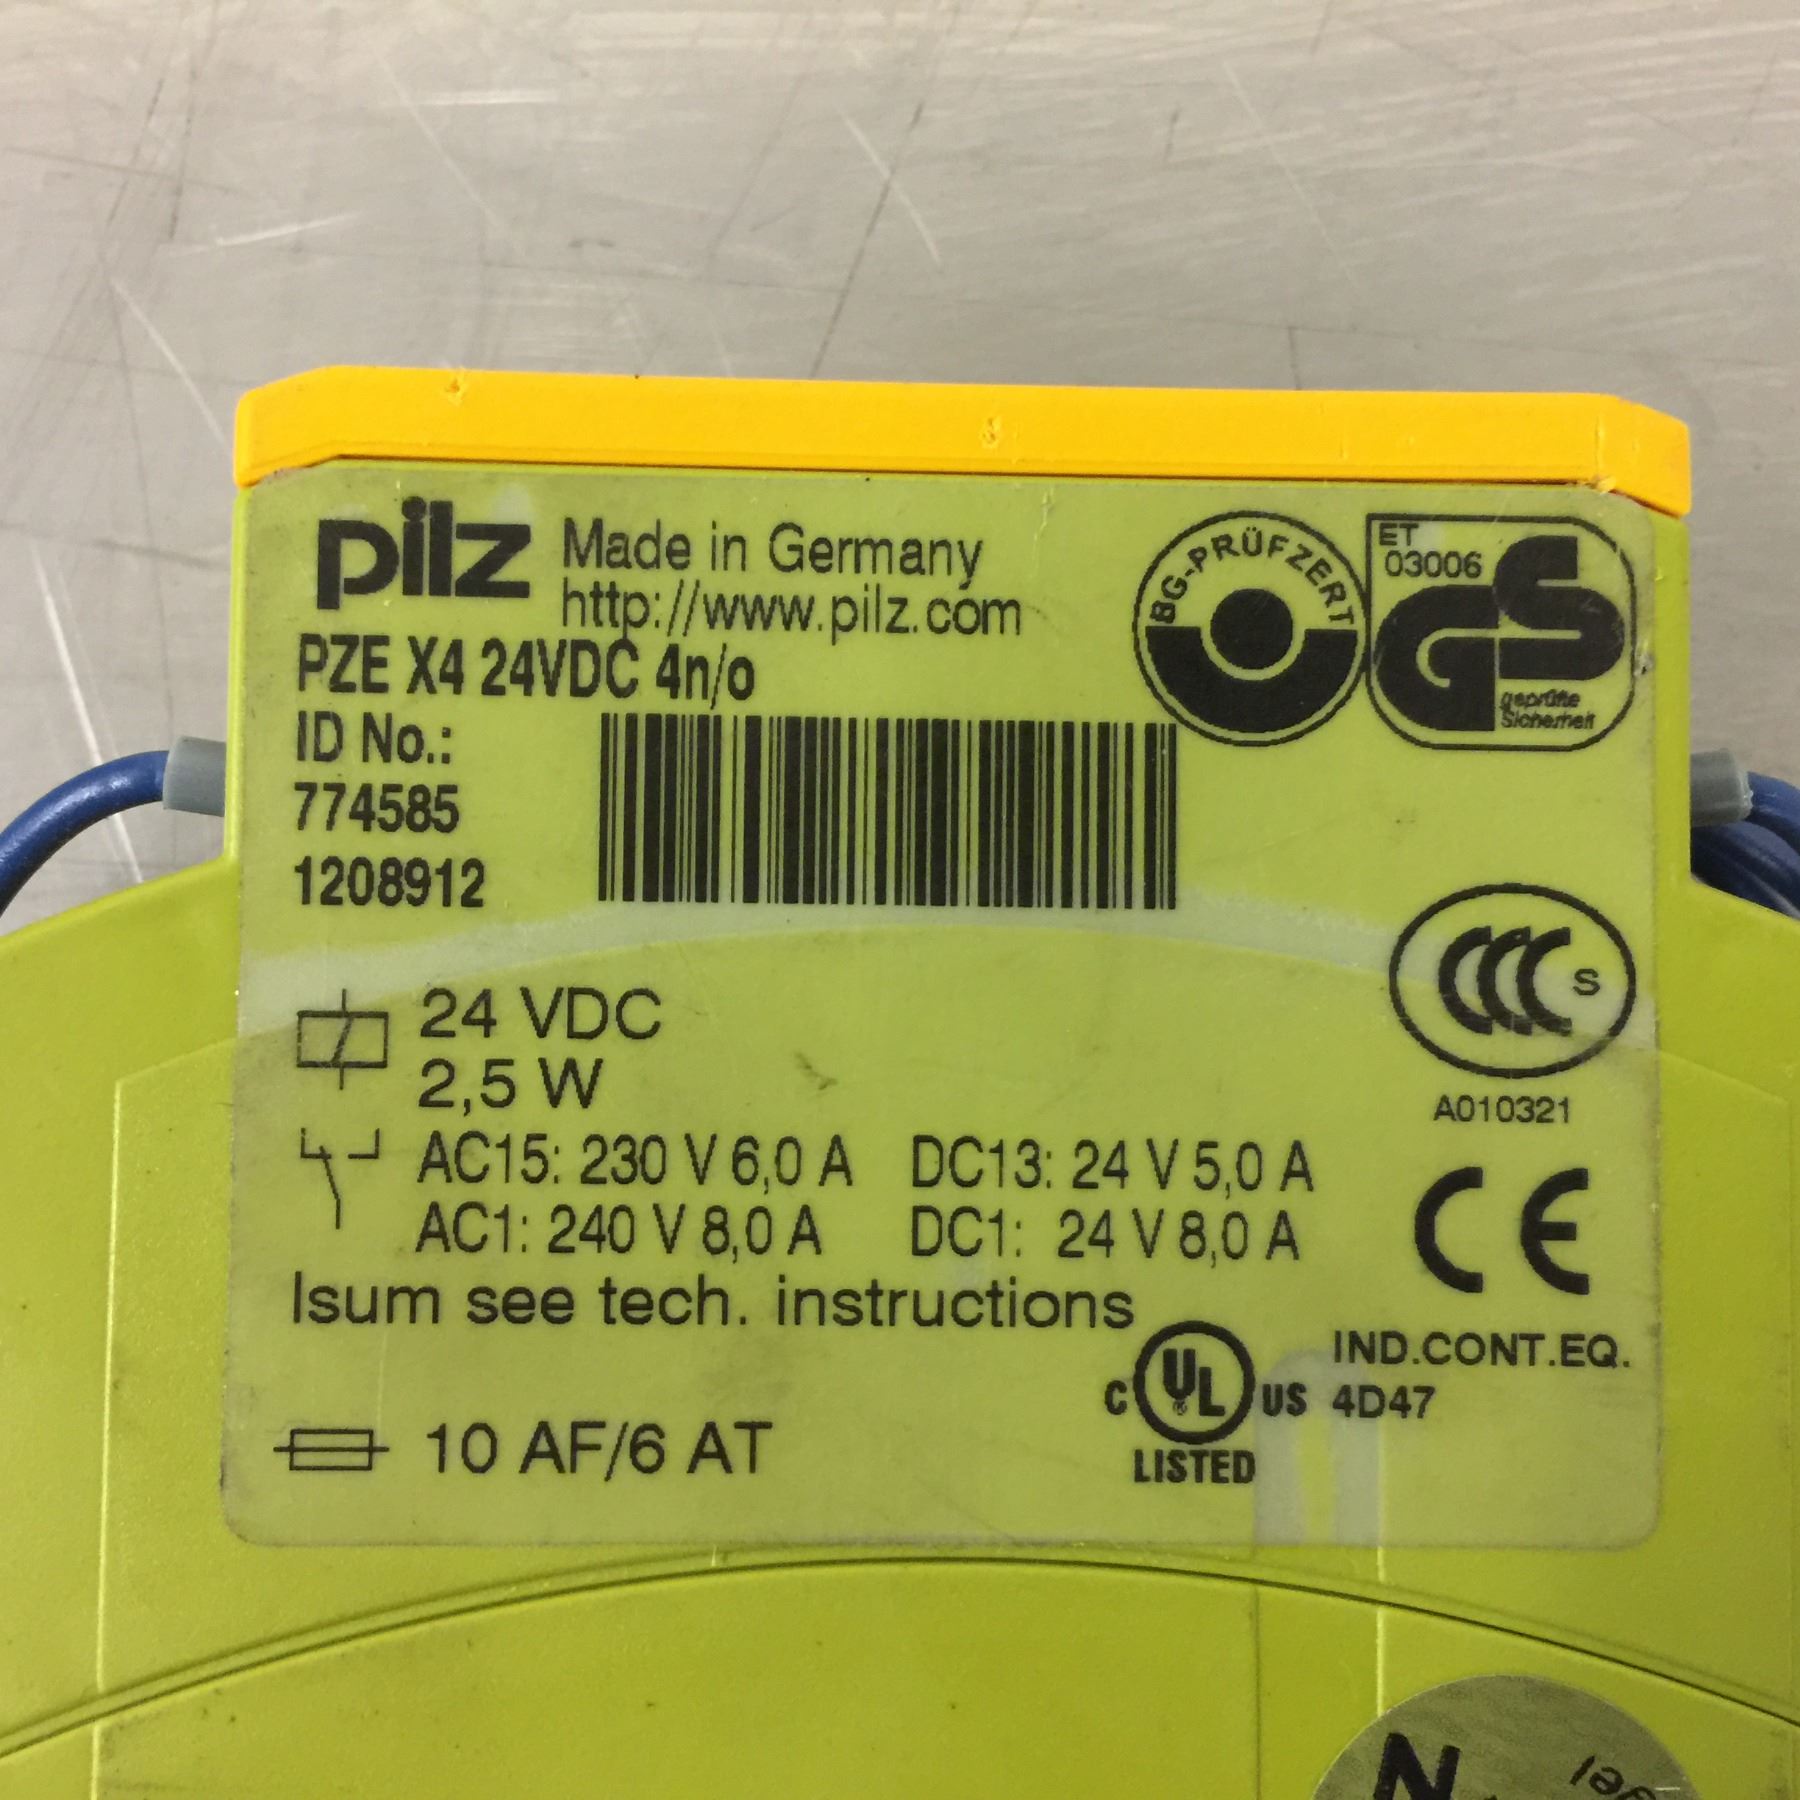 pilz
Made in Germany
http://www.pilz.com
BG-PRÜFZERT
ET
03006
GS
geprüfte
Sicherheit
PZE X4 24VDC 4n/o
ID No.:
774585
1208912
CCC S
A010321
24 VDC
2,5 W
AC15: 230 V 6,0 A DC13: 24 V 5,0 A
AC1: 240 V 8,0 A DC1: 24 V 8,0 A
CE
Isum see tech. instructions
C UL US
LISTED
IND.CONT.EQ.
4D47
10 AF/6 AT
N